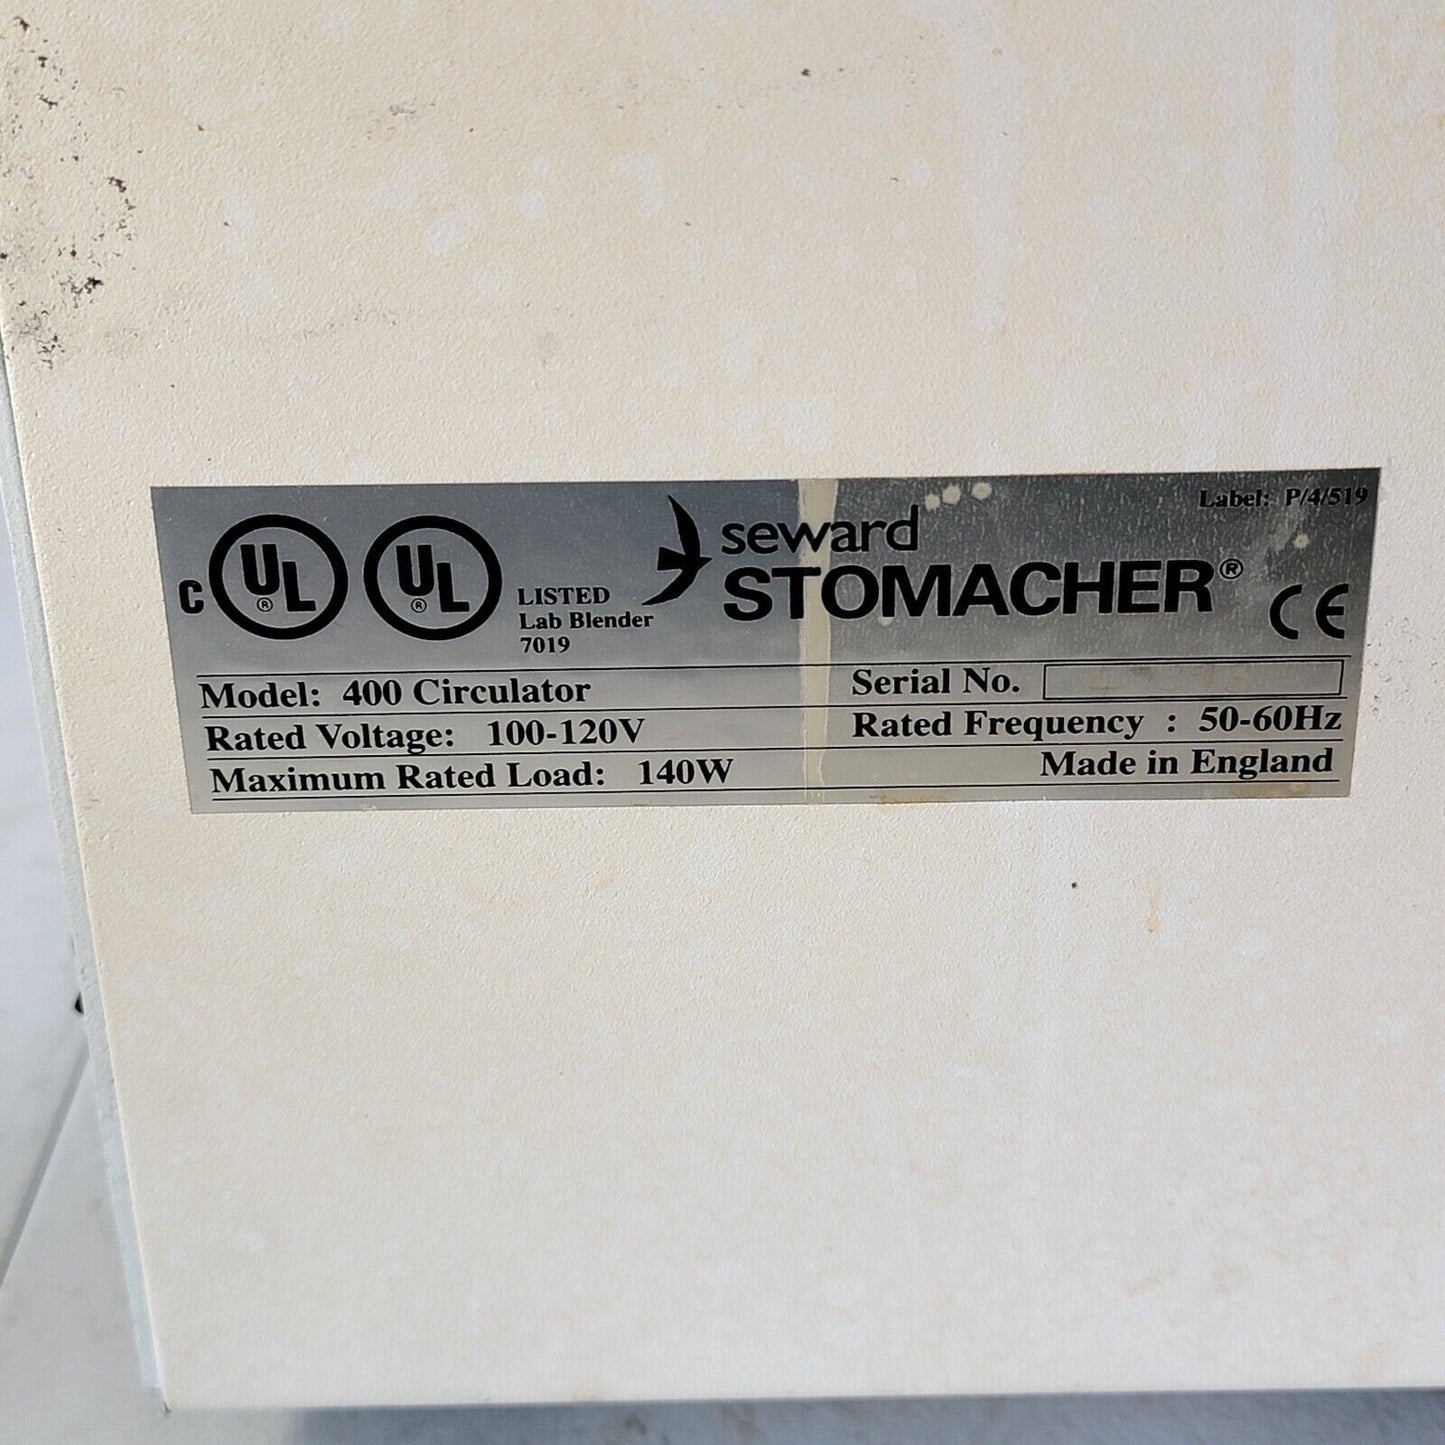 Label: P/4/519
C UL ® UL ®
LISTED
Lab Blender
7019
seward
STOMACHER®
CE
Model: 400 Circulator
Serial No.
Rated Voltage: 100-120V
Rated Frequency : 50-60Hz
Maximum Rated Load: 140W
Made in England